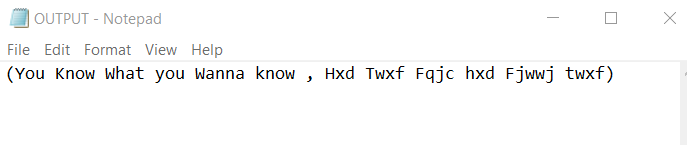 OUTPUT - Notepad
File Edit Format View Help
(You Know What you Wanna know , Hxd Twxf Fqjc hxd Fjwwj twxf)